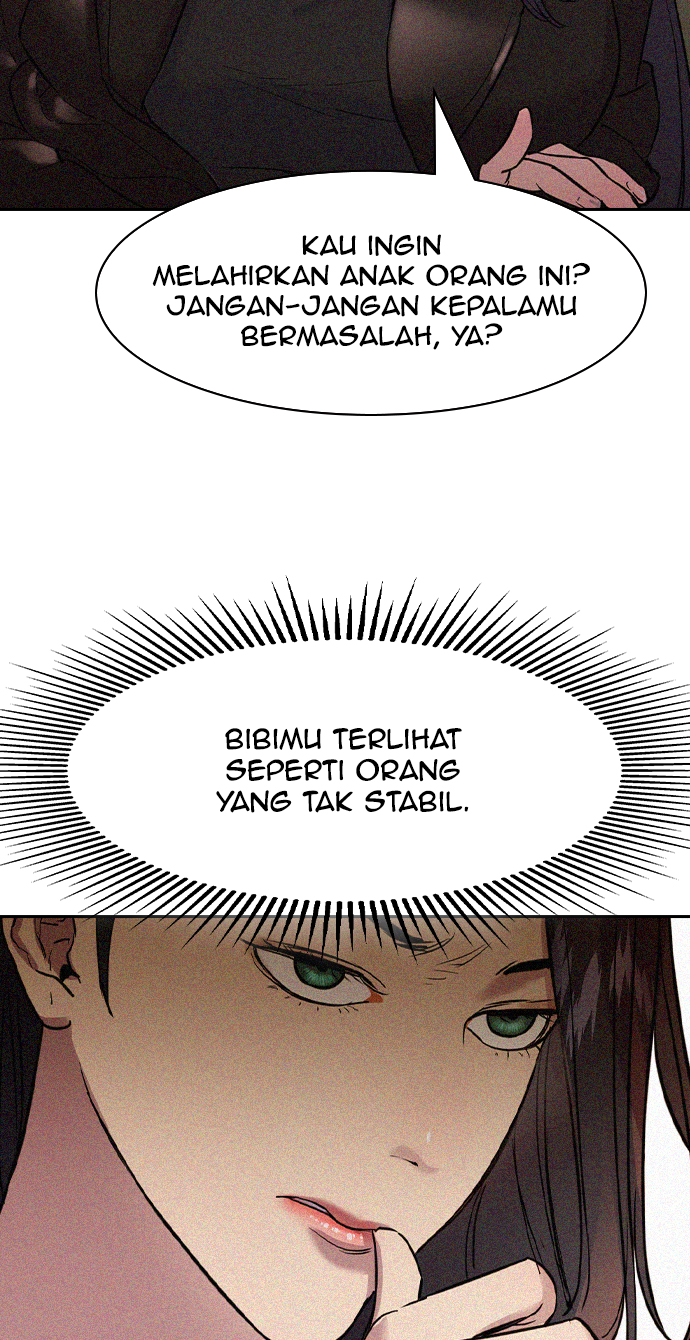 KAU INGIN
MELAHIRKAN ANAK ORANG INI?
JANGAN-JANGAN KEPALAMU
BERMASALAH, YA?
BIBIMU TERLIHAT
SEPERTI ORANG
YANG TAK STABIL.